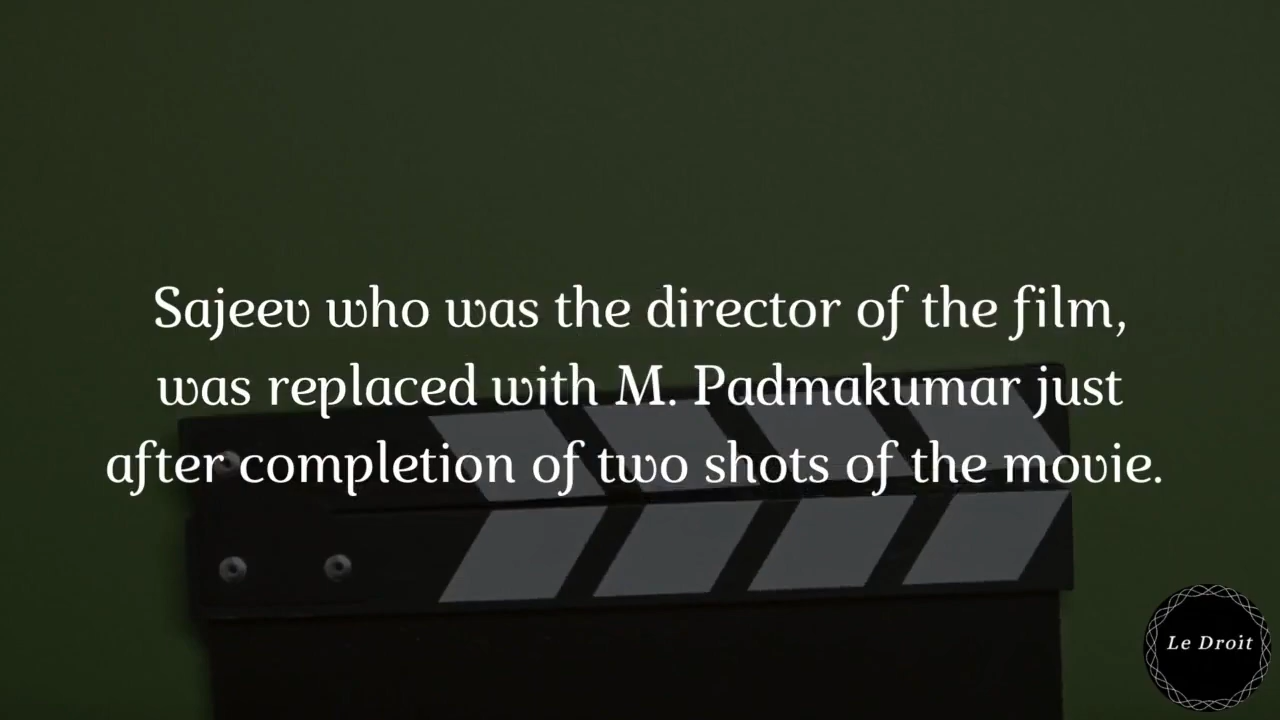 Sajeev who was the director of the film,
was replaced with M. Padmakumar just
after completion of two shots of the movie.
Le Droit